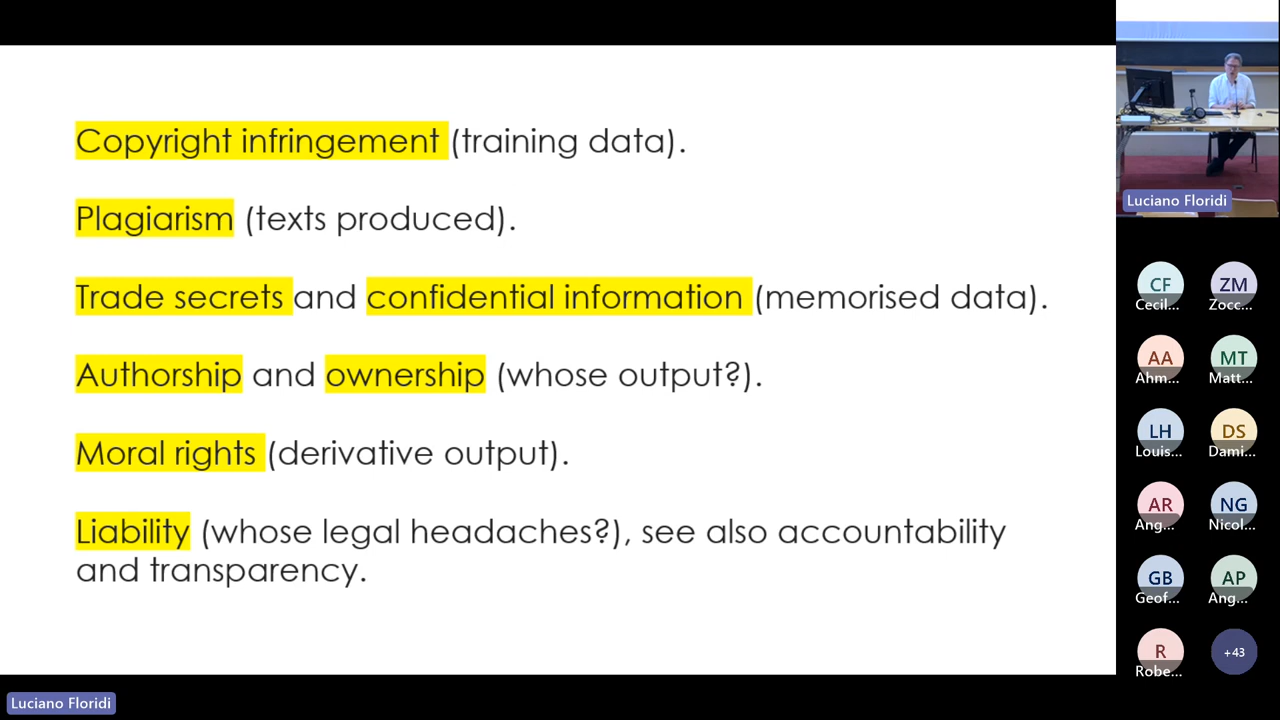 Copyright infringement (training data).
Plagiarism (texts produced).
Trade secrets and confidential information (memorised data).
Authorship and ownership (whose output?).
Moral rights (derivative output).
Liability (whose legal headaches?), see also accountability
and transparency.
Luciano Floridi
CF
Cecil...
ZM
Zocc...
AA
Ahm...
MT
Matt...
LH
Louis...
DS
Dami...
AR
Ang...
NG
Nicol...
GB
Geof...
AP
Ang...
R
Robe...
+43
Luciano Floridi